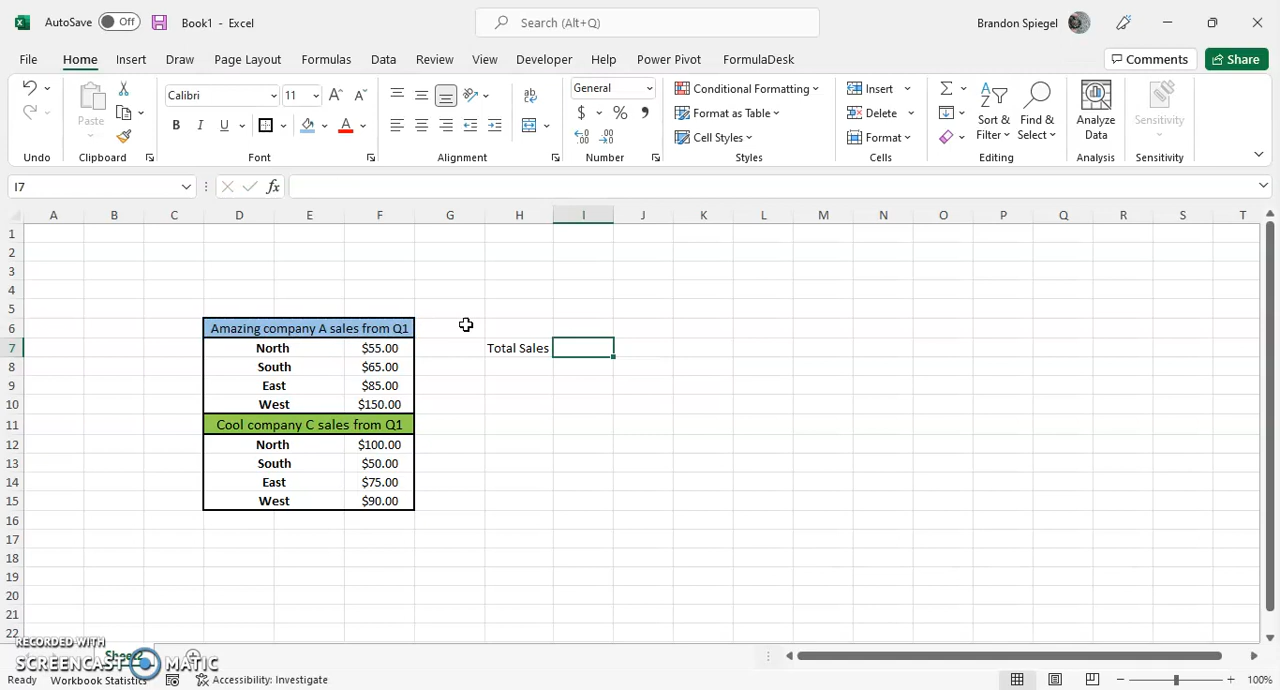 AutoSave Off Book1 - Excel Search (Alt+Q) Brandon Spiegel
File Home Insert Draw Page Layout Formulas Data Review View Developer Help Power Pivot FormulaDesk Comments Share
Paste
Calibri 11
B I U
ab
General
$ % ,
Conditional Formatting
Format as Table
Cell Styles
Insert
Delete
Format
Sort & Filter
Find & Select
Analyze Data
Sensitivity
Undo Clipboard Font Alignment Number Styles Cells Editing Analysis Sensitivity
I7 fx
A B C D E F G H I J K L M N O P Q R S T
1
2
3
4
5
6 Amazing company A sales from Q1
7 North $55.00 Total Sales
8 South $65.00
9 East $85.00
10 West $150.00
11 Cool company C sales from Q1
12 North $100.00
13 South $50.00
14 East $75.00
15 West $90.00
16
17
18
19
20
21
22
RECORDED WITH
SCREENCAST MATIC
Ready Workbook Statistics Accessibility: Investigate 100%